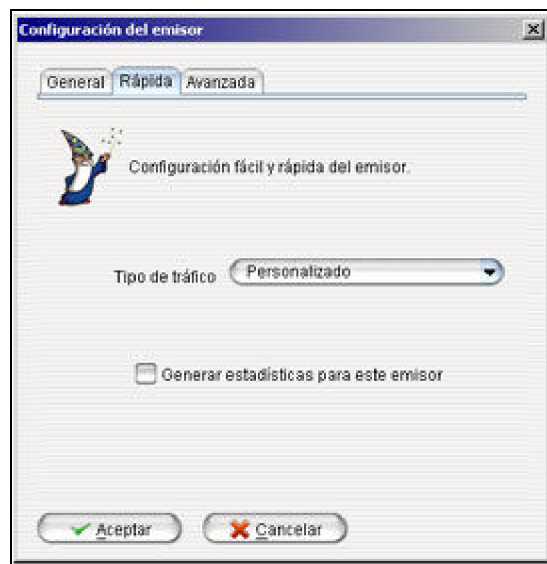 Configuración del emisor
General Rápida Avanzada
Configuración fácil y rápida del emisor.
Tipo de tráfico Personalizado
Generar estadísticas para este emisor
Aceptar Cancelar